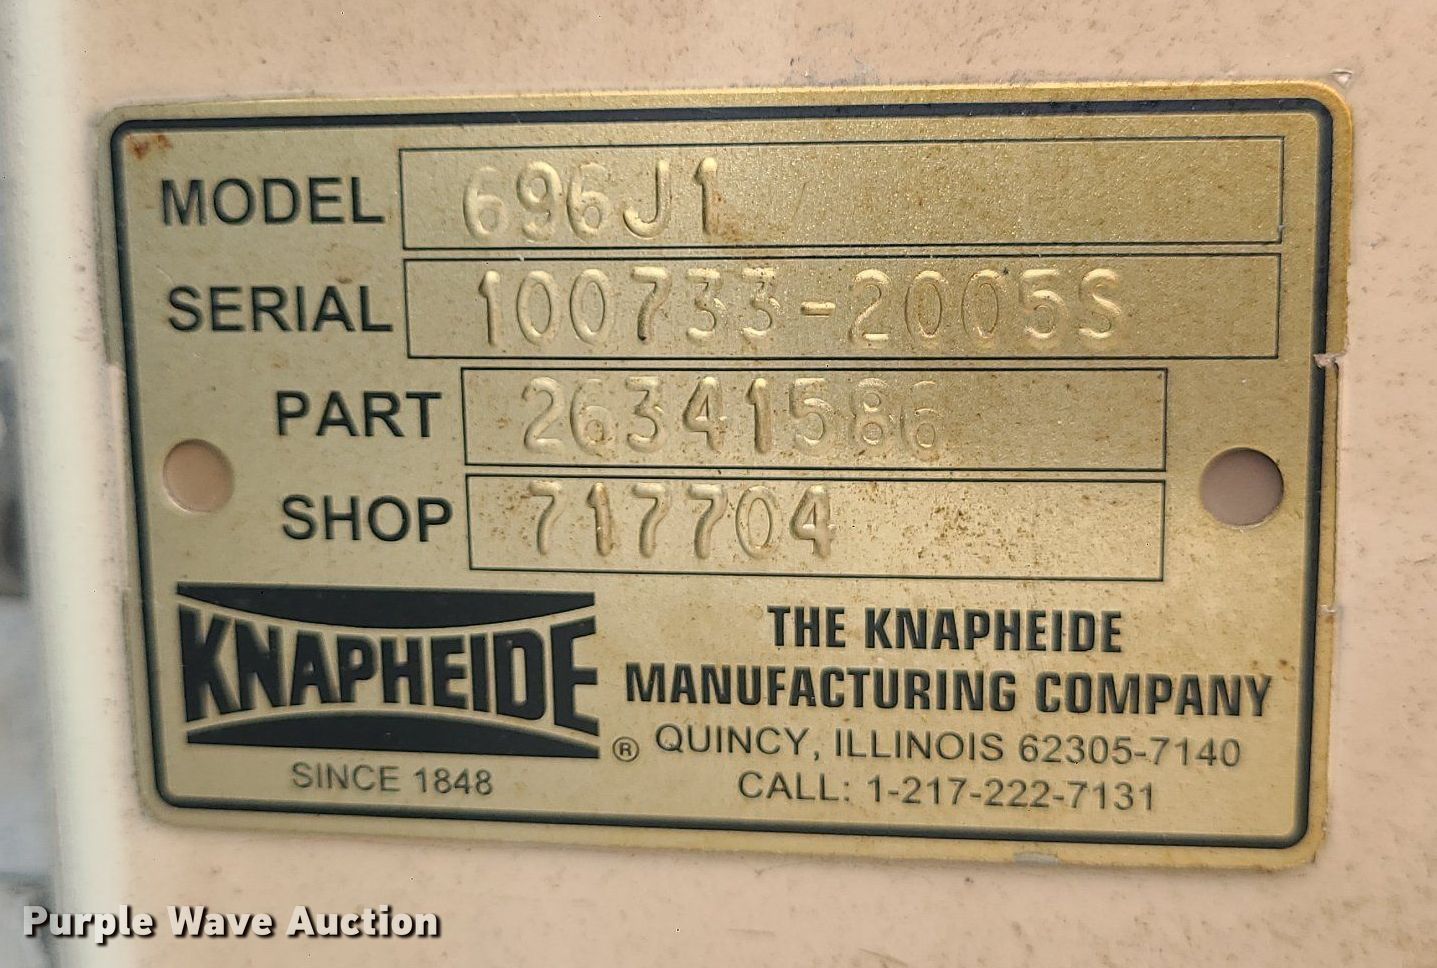 MODEL 696J1
SERIAL 100733-2005S
PART 26341586
SHOP 717704
KNAPHEIDE ®
SINCE 1848
THE KNAPHEIDE
MANUFACTURING COMPANY
QUINCY, ILLINOIS 62305-7140
CALL: 1-217-222-7131
Purple Wave Auction